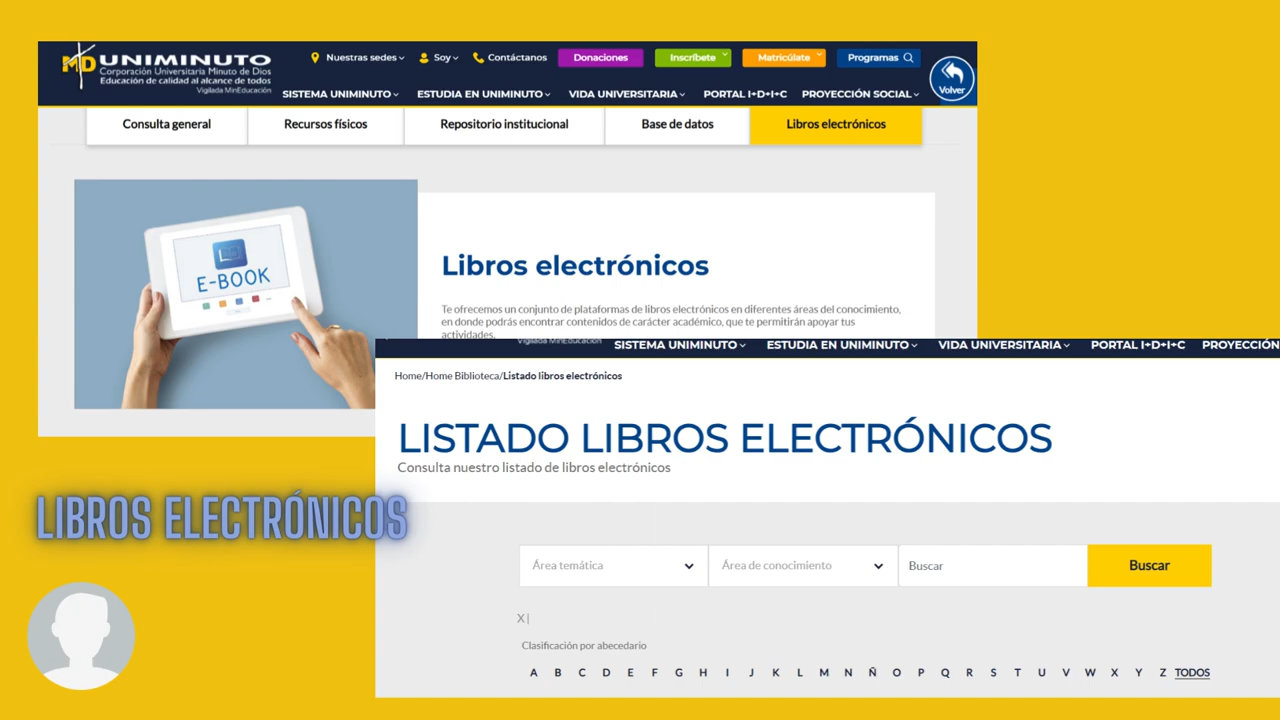 UNIMINUTO
Corporación Universitaria Minuto de Dios
Educación de calidad al alcance de todos
Vigilada MinEducación
Nuestras sedes
Soy
Contáctanos
Donaciones
Inscríbete
Matricúlate
Programas
Volver
SISTEMA UNIMINUTO
ESTUDIA EN UNIMINUTO
VIDA UNIVERSITARIA
PORTAL I+D+I+C
PROYECCIÓN SOCIAL
Consulta general
Recursos físicos
Repositorio institucional
Base de datos
Libros electrónicos
E-BOOK
Libros electrónicos
Te ofrecemos un conjunto de plataformas de libros electrónicos en diferentes áreas del conocimiento,
en donde podrás encontrar contenidos de carácter académico, que te permitirán apoyar tus
actividades.
Vigilada MinEducación
SISTEMA UNIMINUTO
ESTUDIA EN UNIMINUTO
VIDA UNIVERSITARIA
PORTAL I+D+I+C
PROYECCIÓN
Home/Home Biblioteca/Listado libros electrónicos
LISTADO LIBROS ELECTRÓNICOS
Consulta nuestro listado de libros electrónicos
LIBROS ELECTRÓNICOS
Área temática
Área de conocimiento
Buscar
Buscar
X |
Clasificación por abecedario
A B C D E F G H I J K L M N Ñ O P Q R S T U V W X Y Z TODOS